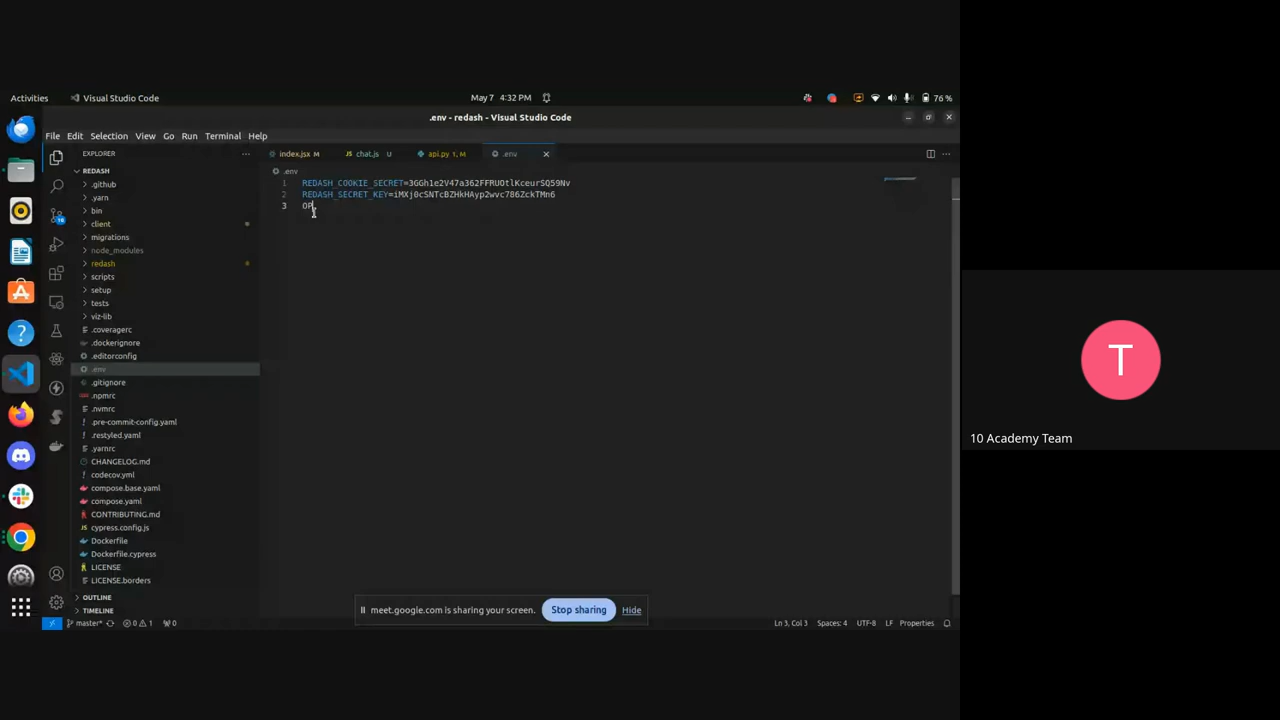 Activities
Visual Studio Code
May 7 4:32 PM
76 %
.env - redash - Visual Studio Code
File Edit Selection View Go Run Terminal Help
EXPLORER
index.jsx M
chat.js U
api.py 1, M
.env
REDASH
.env
.github
.yarn
bin
client
migrations
node_modules
redash
scripts
setup
tests
viz-lib
.coveragerc
.dockerignore
.editorconfig
.env
.gitignore
.npmrc
.nvmrc
.pre-commit-config.yaml
.restyled.yaml
.yarnrc
CHANGELOG.md
codecov.yml
compose.base.yaml
compose.yaml
CONTRIBUTING.md
cypress.config.js
Dockerfile
Dockerfile.cypress
LICENSE
LICENSE.borders
OUTLINE
TIMELINE
1 REDASH_COOKIE_SECRET=3GGh1e2V47a362FFRUOtlKceurSQ59Nv
2 REDASH_SECRET_KEY=iMXj0cSNTcBZHkHAyp2wvc786ZckTMn6
3 OP
meet.google.com is sharing your screen.
Stop sharing
Hide
master*
0 1
0
Ln 3, Col 3
Spaces: 4
UTF-8
LF
Properties
T
10 Academy Team